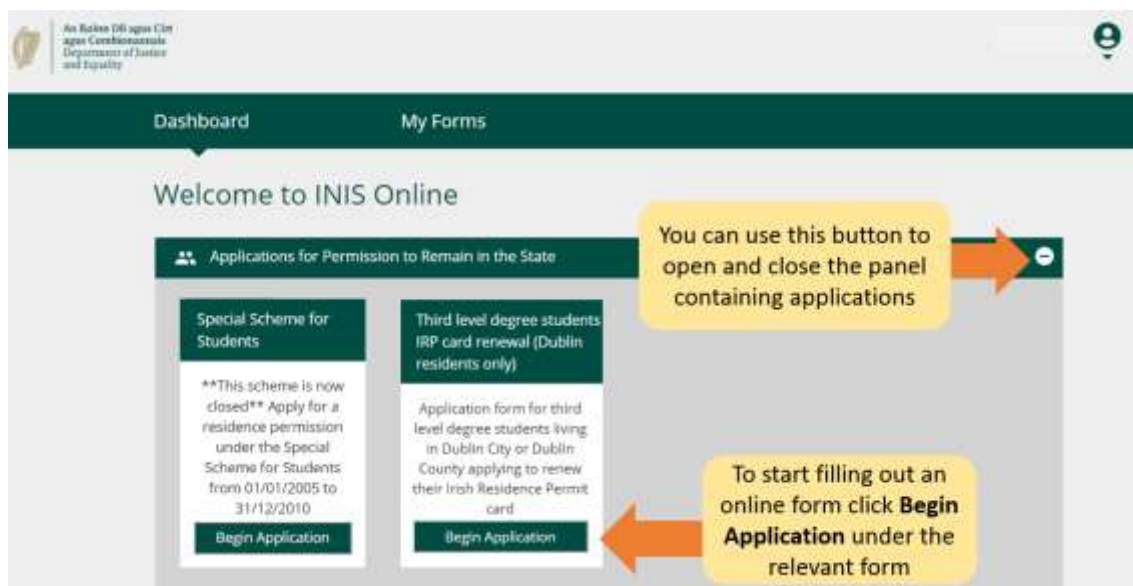 An Roinn Dlí agus Cirt
agus Comhionannais
Department of Justice
and Equality
Dashboard
My Forms
Welcome to INIS Online
Applications for Permission to Remain in the State
You can use this button to
open and close the panel
containing applications
Special Scheme for
Students
**This scheme is now
closed** Apply for a
residence permission
under the Special
Scheme for Students
from 01/01/2005 to
31/12/2010
Begin Application
Third level degree students
IRP card renewal (Dublin
residents only)
Application form for third
level degree students living
in Dublin City or Dublin
County applying to renew
their Irish Residence Permit
card
Begin Application
To start filling out an
online form click Begin
Application under the
relevant form